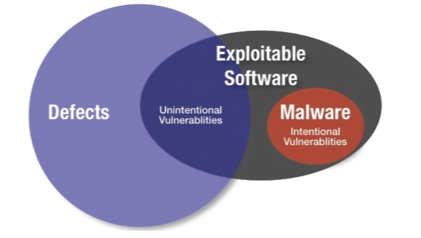 Exploitable
Software
Defects
Unintentional
Vulnerablities
Malware
Intentional
Vulnerablities